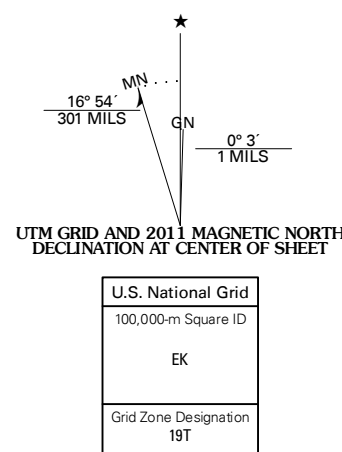 ★
MN
16° 54´
301 MILS
GN
0° 3´
1 MILS
UTM GRID AND 2011 MAGNETIC NORTH
DECLINATION AT CENTER OF SHEET
U.S. National Grid
100,000-m Square ID
EK
Grid Zone Designation
19T